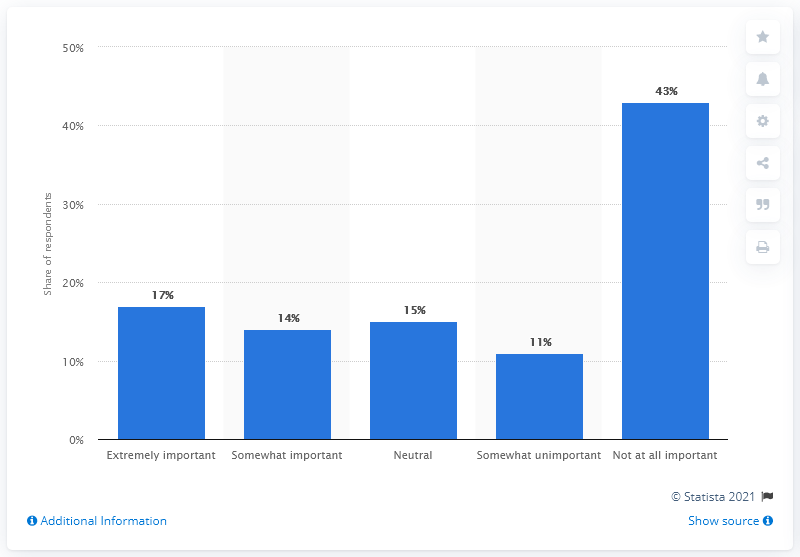 50%
40%
30%
20%
10%
0%
Share of respondents
17%
14%
15%
11%
43%
Extremely important
Somewhat important
Neutral
Somewhat unimportant
Not at all important
© Statista 2021
Additional Information
Show source